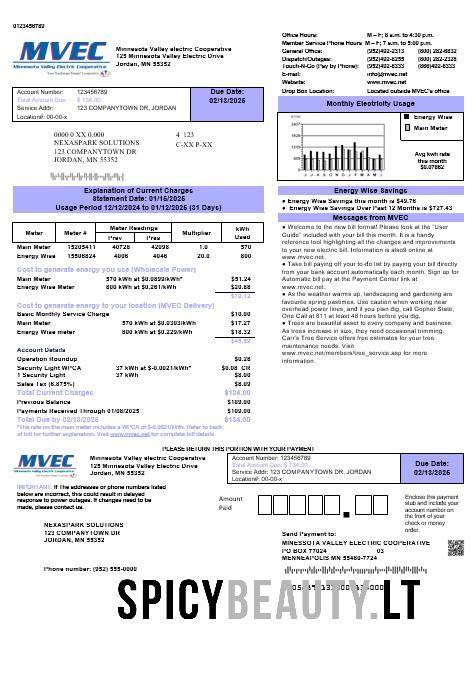 0123456789
MVEC
Minnesota Valley Electric Cooperative
Minnesota Valley electric Cooperative
125 Minnesota Valley Drive
Jordan, MN 55352
Account Number: 123456789
Total Amount Due: $ 134.00
Service Addr: 123 COMPANYTOWN DR, JORDAN
Location#: 00-00-x
Due Date:
02/13/2025
Office Hours: M – F; 8 a.m. to 4:30 p.m.
Member Service Phone Hours M – F; 7 a.m. to 5:00 p.m.
Gopher State/Payments: (952)492-2313 (800) 282-6832
Outage: (952)492-8255 (800) 232-2328
Touch-N-Go (Pay by Phone): (952)492-8333 (866)492-8333
E-mail: info@mvec.net
Website: www.mvec.net
Drop Box Location: Located outside MVEC's office
0000 0 XX 0.000 4 123
NEXASPARK SOLUTIONS C-XX P-XX
123 COMPANYTOWN DR
JORDAN, MN 55352
Monthly Electricity Usage
Energy Wise
Main Meter
Avg kwh rate
this month
$0.07862
Explanation of Current Charges
Statement Date: 01/15/2025
Usage Period 12/12/2024 to 01/12/2025 (31 Days)
Meter Meter # Meter Readings Multiplier kWh
Prev Pres Used
Main Meter 15205411 40728 42098 1.0 570
Energy Wise 15506824 4006 4046 20.0 800
Cost to generate energy you use (Wholesale Power)
Main Meter 570 kWh at $0.0899/kWh* $51.24
Energy Wise 800 kWh at $0.261/kWh $20.88
$72.12
Cost to generate energy to your location (MVEC Delivery)
Basic Monthly Service Charge $10.00
Main Meter 570 kWh at $0.0303/kWh $17.27
Energy Wise meter 800 kWh at $0.229/kWh $18.32
$45.59
Account Details
Operation Roundup $0.28
Security Light WPCA 37 kWh at $-0.0021/kWh* $0.08 CR
1 Security Light 37 kWh $8.00
Sales Tax (6.875%) $8.09
Total Current Charges $134.00
Previous Balance $109.00
Payments Received Through 01/08/2025 $109.00
Total Due by 02/13/2025 $134.00
*The rate on the main meter includes a WPCA of $-0.0021/kWh. Refer to back
of bill for further explanation. Visit www.mvec.net for complete bill details
Energy Wise Savings
● Energy Wise Savings this month is $49.76
● Energy Wise Savings Over Past 12 Months is $727.43
Messages from MVEC
● Welcome to the new bill format! Please look at the "User
Guide" included with your bill this month. It is a handy
reference tool highlighting all the changes and improvements
to your new electric bill. Information is also online at
www.mvec.net.
● Take bill paying off your to-do list by paying your bill directly
from your bank account automatically each month. Sign up for
Automatic bill pay at the Payment Center link at
www.mvec.net.
● As the weather warms up, landscaping and gardening are
favourite spring pastimes. Use caution when working near
overhead power lines, and if you plan to dig, call Gopher State,
One Call at 811 at least 48 hours before you dig.
● Trees are beautiful asset to every company and business.
As trees increase in size, they need occasional trimming.
Carr's Tree Service offers free estimates for your tree
maintenance needs. Visit
www.mvec.net/members/tree_service.asp for more
information.
PLEASE RETURN THIS PORTION WITH YOUR PAYMENT
MVEC
Minnesota Valley Electric Cooperative
Minnesota Valley electric Cooperative
125 Minnesota Valley Electric Drive
Jordan, MN 55352
Account Number: 123456789
Total Amount Due: $ 134.00
Service Addr: 123 COMPANYTOWN DR, JORDAN
Location#: 00-00-x
Due Date:
02/13/2025
IMPORTANT: If the addresses or phone numbers listed
below are incorrect, this could result in delayed
response to power outages. If changes need to be
made, please contact us.
Amount
Paid
Enclose this payment
stub and include your
account number on
the front of your
check or money
order.
NEXASPARK SOLUTIONS
123 COMPANYTOWN DR
JORDAN, MN 55352
Send Payment to:
MINNESOTA VALLEY ELECTRIC COOPERATIVE
PO BOX 77024 03
MINNEAPOLIS MN 55480-7724
Phone number: (952) 555-0000
SPICYBEAUTY.LT